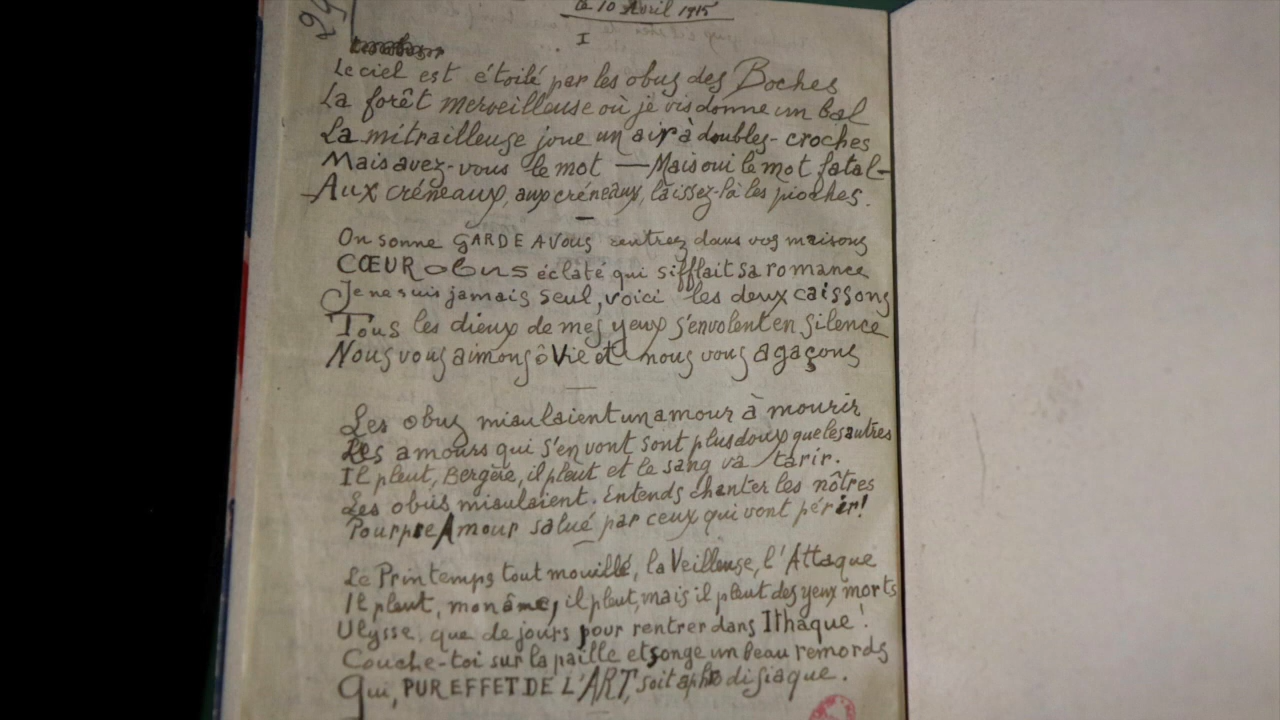 le 10 Avril 1915
I
Le ciel est étoilé par les obus des Boches
La forêt merveilleuse où je vis donne un bal
La mitrailleuse joue un air à doubles-croches
Mais avez-vous le mot — Mais oui le mot fatal —
Aux créneaux, aux créneaux, laissez-là les pioches.
On sonne GARDE A VOUS rentrez dans vos maisons
CŒUR obus éclaté qui sifflait sa romance
Je ne suis jamais seul, voici les deux caissons
Tous les dieux de mes yeux s'envolent en silence
Nous vous aimons ô Vie et nous vous agaçons
Les obus miaulaient un amour à mourir
Les amours qui s'en vont sont plus doux que les autres
Il pleut, Bergère, il pleut et le sang va tarir.
Les obus miaulaient. Entends chanter les nôtres
Pourpre Amour salué par ceux qui vont périr!
Le Printemps tout mouillé, la Veilleuse, l'Attaque
Il pleut, mon âme, il pleut, mais il pleut des yeux morts
Ulysse, que de jours pour rentrer dans Ithaque!
Couche-toi sur la paille et songe un beau remords
Qui, PUR EFFET DE L'ART, soit aphrodisiaque.